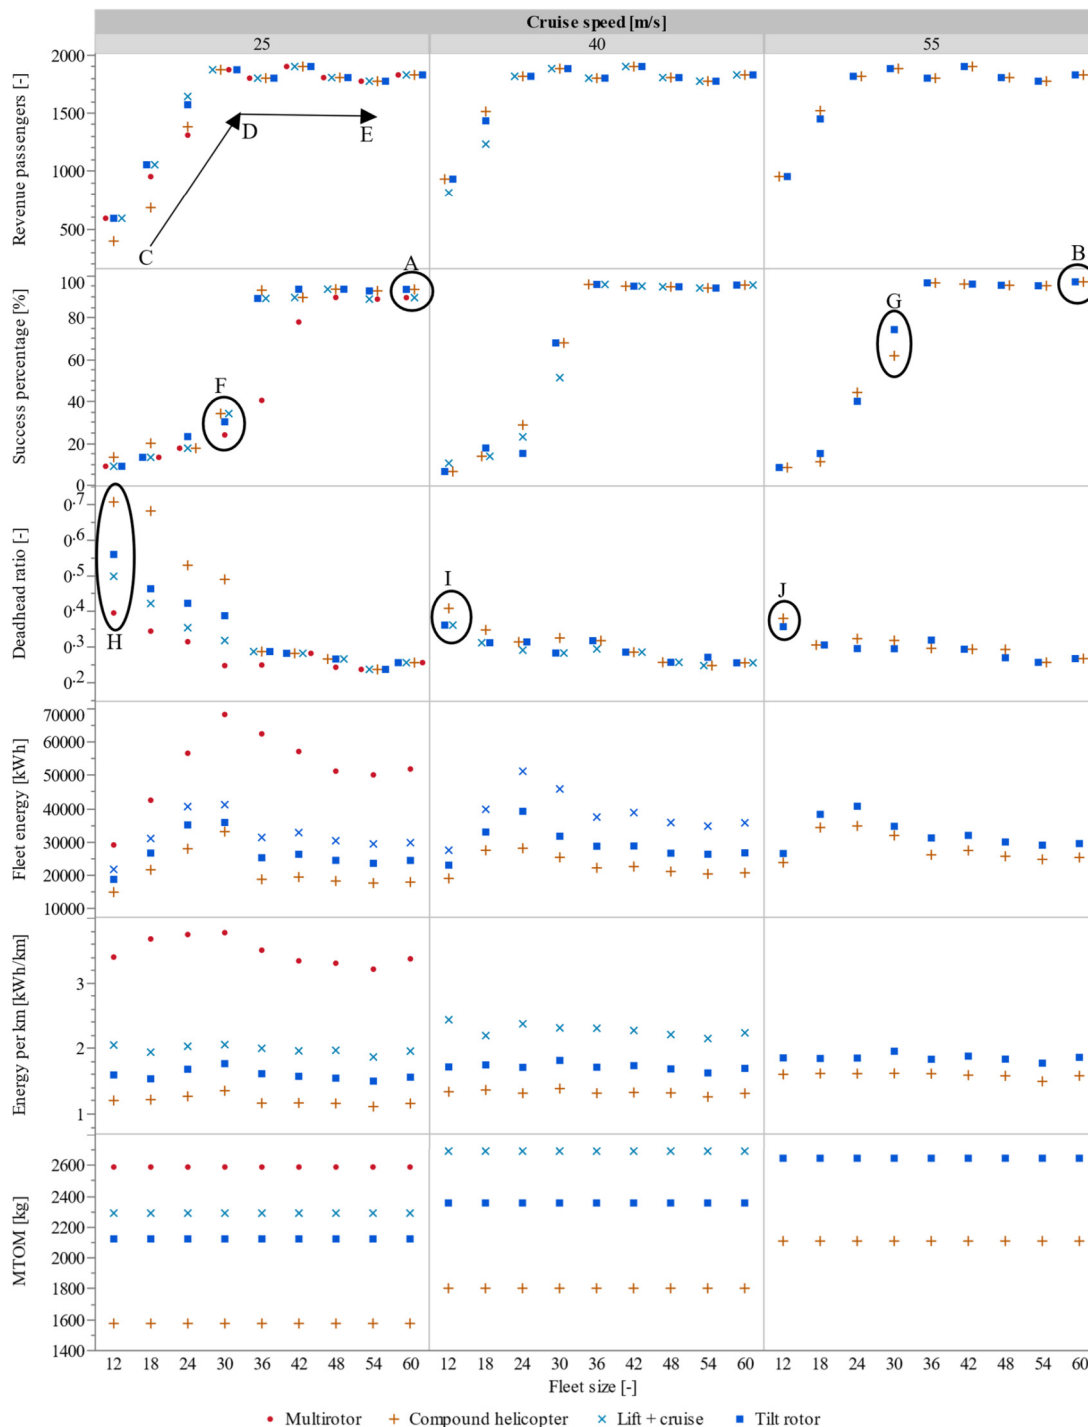 Cruise speed [m/s]
25 40 55
Revenue passengers [-]
2000
1500
1000
500
C
D
E
Success percentage [%]
100
80
60
40
20
0
A
B
F
G
Deadhead ratio [-]
0·7
0·6
0·5
0·4
0·3
0·2
H
I
J
Fleet energy [kWh]
70000
60000
50000
40000
30000
20000
10000
Energy per km [kWh/km]
3
2
1
MTOM [kg]
2600
2400
2200
2000
1800
1600
1400
12 18 24 30 36 42 48 54 60 12 18 24 30 36 42 48 54 60 12 18 24 30 36 42 48 54 60
Fleet size [-]
Multirotor Compound helicopter Lift + cruise Tilt rotor